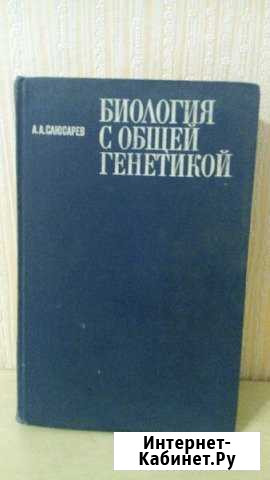 А.А.СЛЮСАРЕВ
БИОЛОГИЯ
С ОБЩЕЙ
ГЕНЕТИКОЙ
Интернет-
Кабинет.Ру